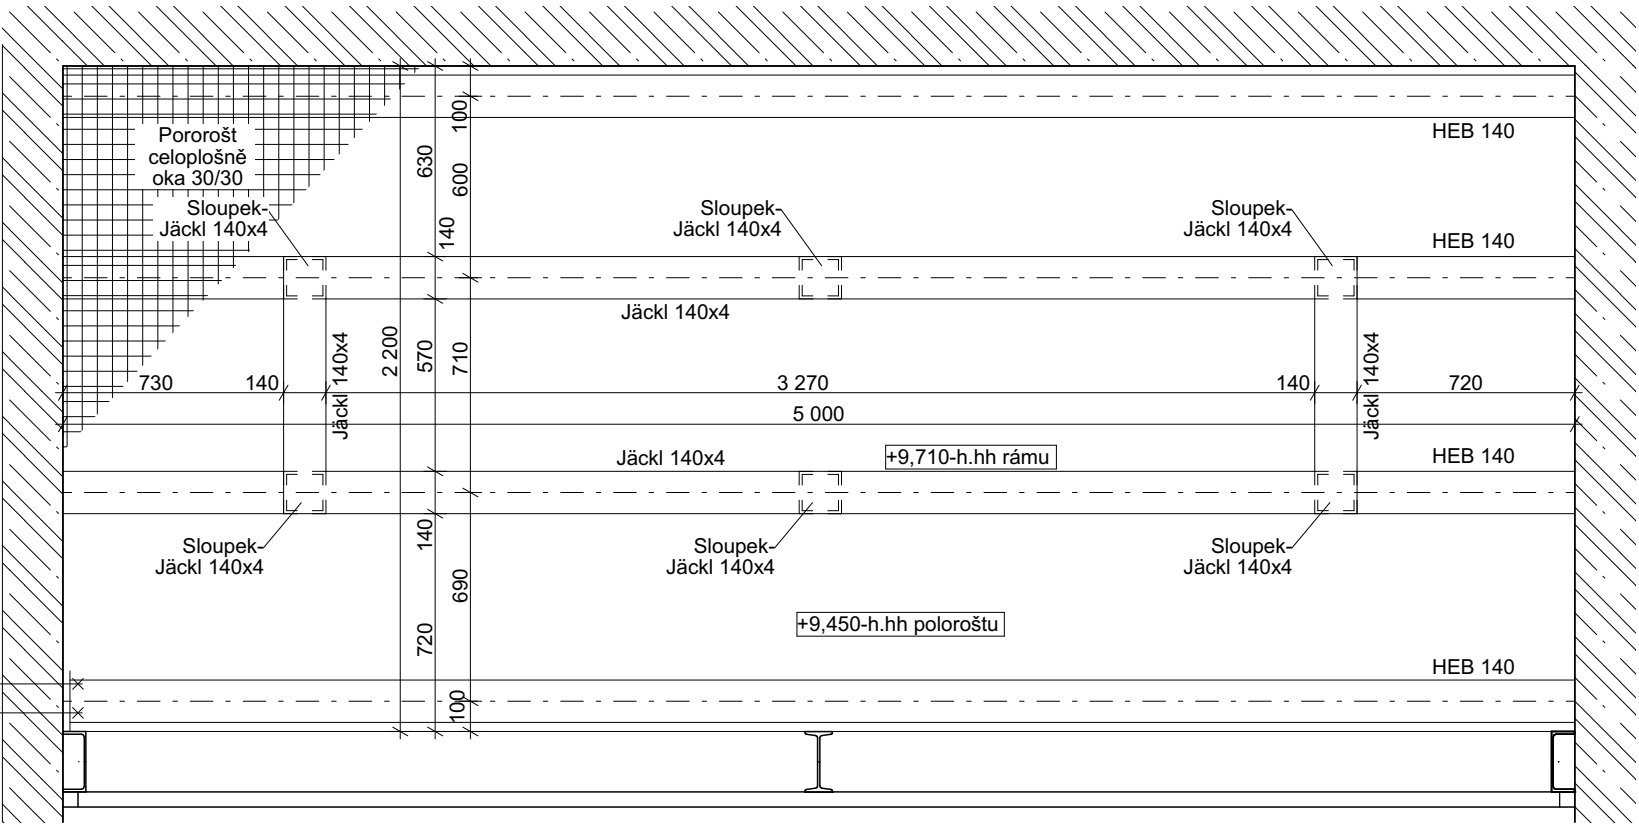 100
HEB 140
Pororošt
celoplošně
oka 30/30
630
600
Sloupek-
Jäckl 140x4
Sloupek-
Jäckl 140x4
Sloupek-
Jäckl 140x4
140
HEB 140
Jäckl 140x4
2 200
570
710
Jäckl 140x4
Jäckl 140x4
730
140
3 270
140
720
5 000
Jäckl 140x4
+9,710-h.hh rámu
HEB 140
140
Sloupek-
Jäckl 140x4
Sloupek-
Jäckl 140x4
Sloupek-
Jäckl 140x4
690
720
+9,450-h.hh poloroštu
HEB 140
100